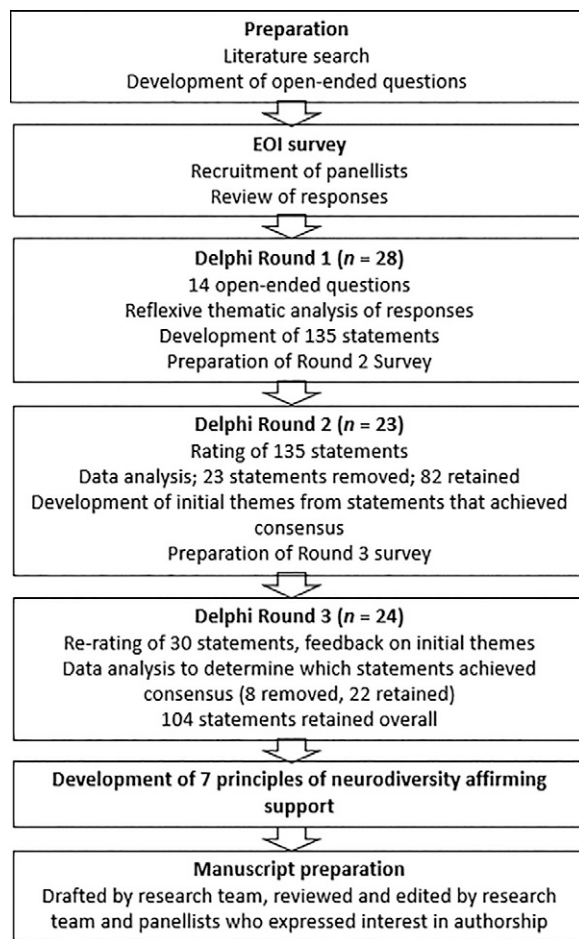 Preparation
Literature search
Development of open-ended questions
EOI survey
Recruitment of panellists
Review of responses
Delphi Round 1 (n = 28)
14 open-ended questions
Reflexive thematic analysis of responses
Development of 135 statements
Preparation of Round 2 Survey
Delphi Round 2 (n = 23)
Rating of 135 statements
Data analysis; 23 statements removed; 82 retained
Development of initial themes from statements that achieved
consensus
Preparation of Round 3 survey
Delphi Round 3 (n = 24)
Re-rating of 30 statements, feedback on initial themes
Data analysis to determine which statements achieved
consensus (8 removed, 22 retained)
104 statements retained overall
Development of 7 principles of neurodiversity affirming
support
Manuscript preparation
Drafted by research team, reviewed and edited by research
team and panellists who expressed interest in authorship